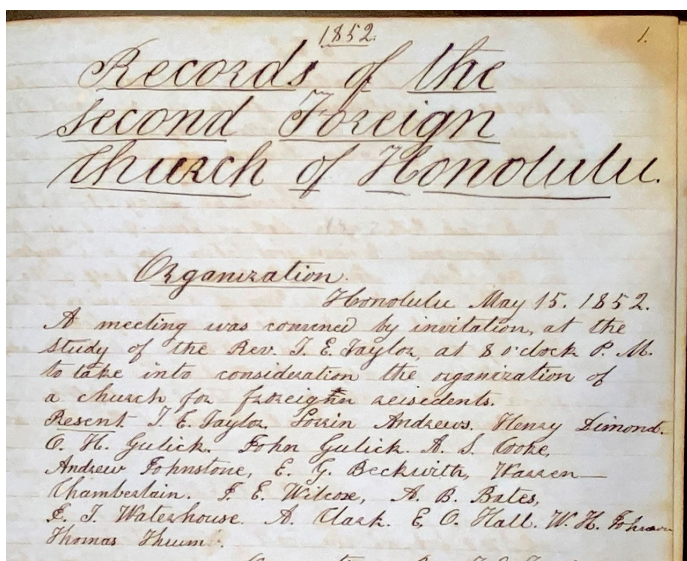 1852.
1.
Records of the
Second Foreign
Church of Honolulu.
Organization.
Honolulu May 15. 1852.
A meeting was convened by invitation, at the
study of the Rev. T. E. Taylor, at 8 o'clock P. M.
to take into consideration the organization of
a church for foreign residents.
Present. T. E. Taylor. Lorrin Andrews. Henry Dimond.
O. H. Gulick. John Gulick. A. S. Cooke,
Andrew Johnstone, E. G. Beckwith, Warren
Chamberlain. E. Wilcox, A. B. Bates,
J. T. Waterhouse. A. Clark. E. O. Hall. W. H. Johnson
Thomas Thrum.